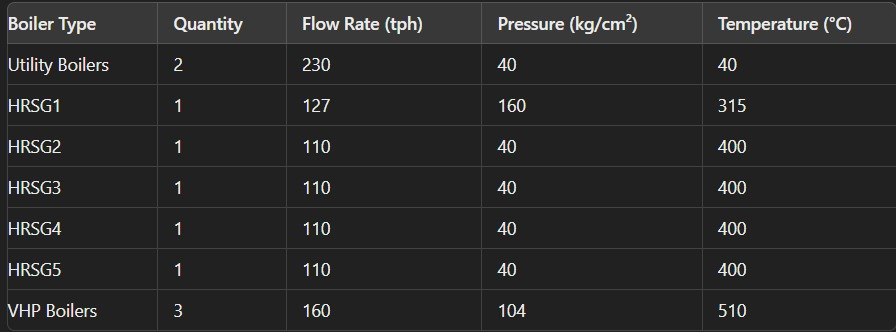 Boiler Type Quantity Flow Rate (tph) Pressure (kg/cm²) Temperature (°C)
Utility Boilers 2 230 40 40
HRSG1 1 127 160 315
HRSG2 1 110 40 400
HRSG3 1 110 40 400
HRSG4 1 110 40 400
HRSG5 1 110 40 400
VHP Boilers 3 160 104 510